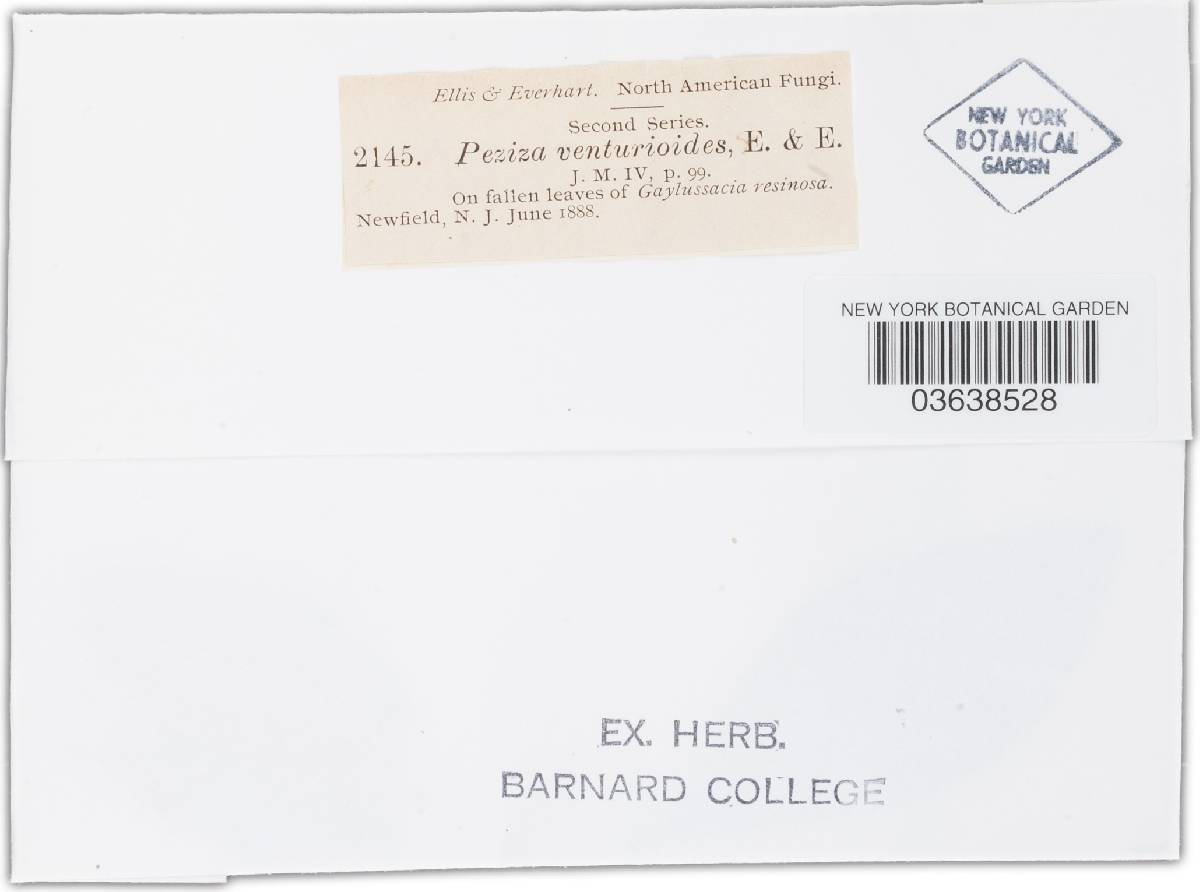 Ellis & Everhart. North American Fungi.
Second Series.
2145. Peziza venturioides, E. & E.
J. M. IV, p. 99.
On fallen leaves of Gaylussacia resinosa.
Newfield, N. J. June 1888.
NEW YORK
BOTANICAL
GARDEN
NEW YORK BOTANICAL GARDEN
03638528
EX. HERB.
BARNARD COLLEGE